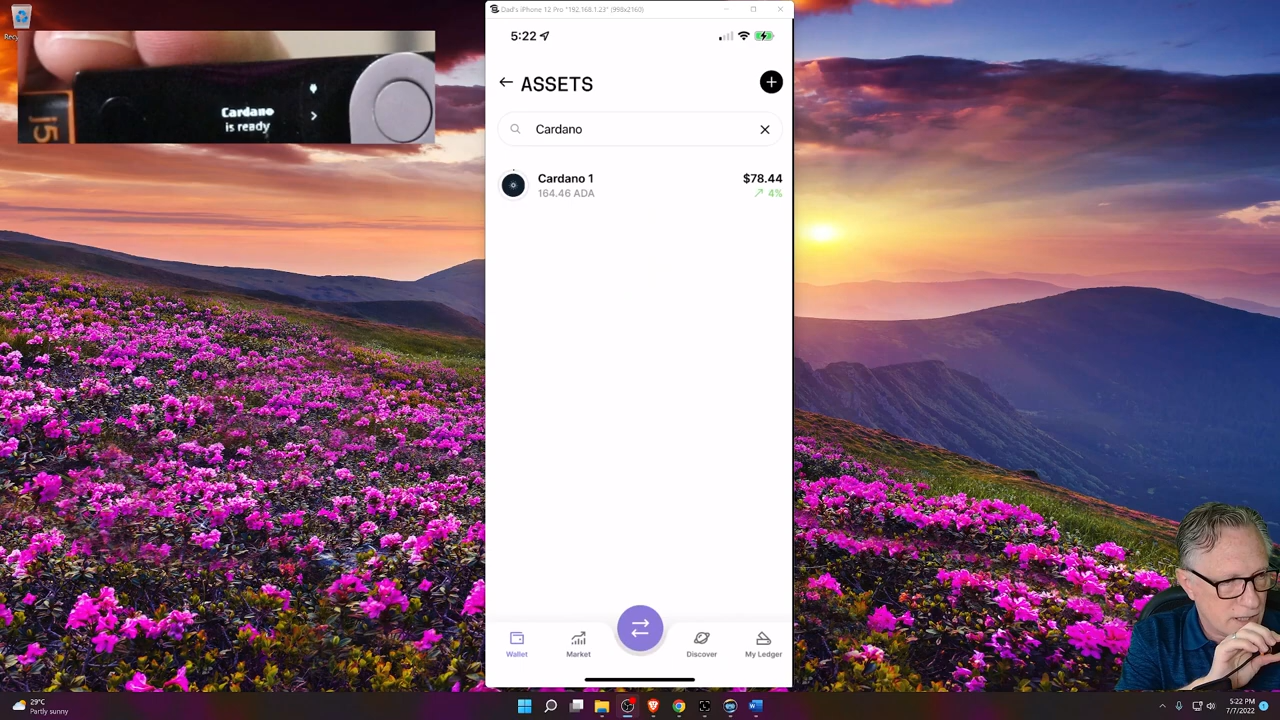 Recy
J5
Cardano
is ready
Dad's iPhone 12 Pro "192.168.1.23" (998x2160)
5:22
ASSETS
Cardano
Cardano 1
$78.44
164.46 ADA
4%
Wallet
Market
Discover
My Ledger
29°C
Partly sunny
5:22 PM
7/7/2022